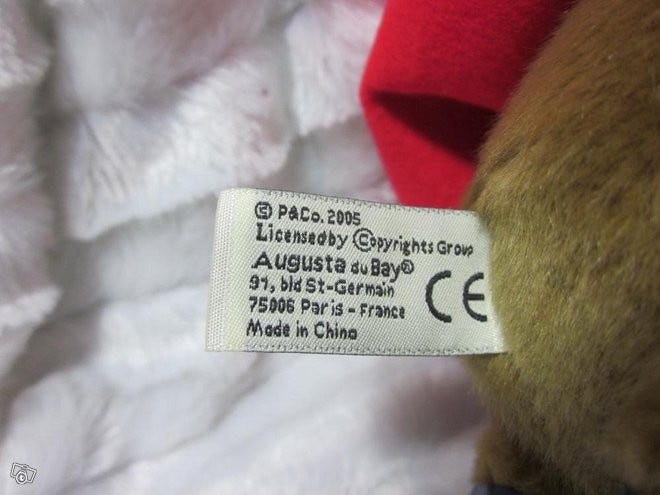 © P&Co. 2005
Licensed by ©opyrights Group
Augusta du Bay®
91, bld St-Germain
75006 Paris - France
Made in China
CE